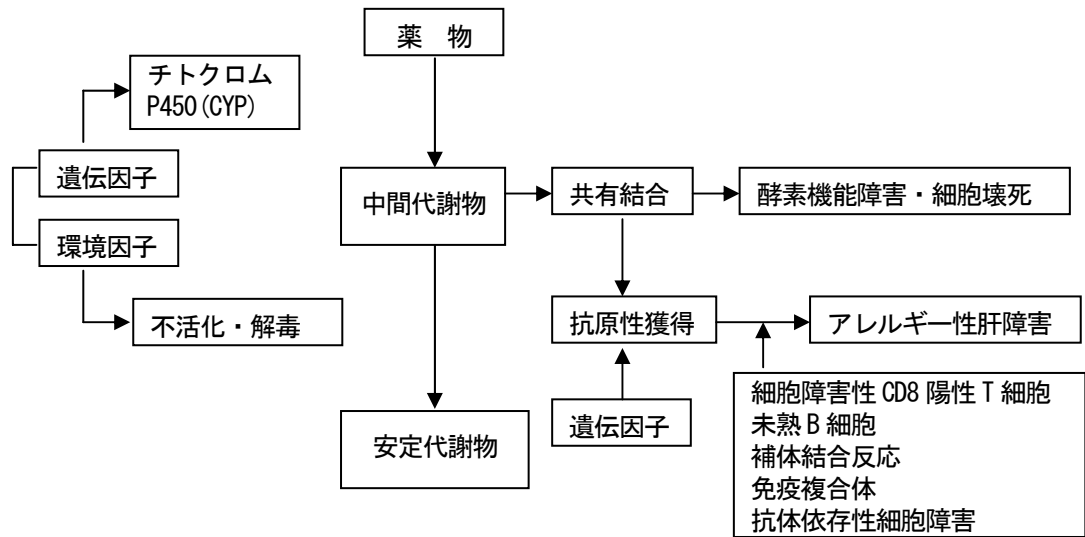 薬　物
チトクロム
P450(CYP)
遺伝因子
中間代謝物
共有結合
酵素機能障害・細胞壊死
環境因子
不活化・解毒
抗原性獲得
アレルギー性肝障害
安定代謝物
遺伝因子
細胞障害性 CD8 陽性 T 細胞
未熟 B 細胞
補体結合反応
免疫複合体
抗体依存性細胞障害